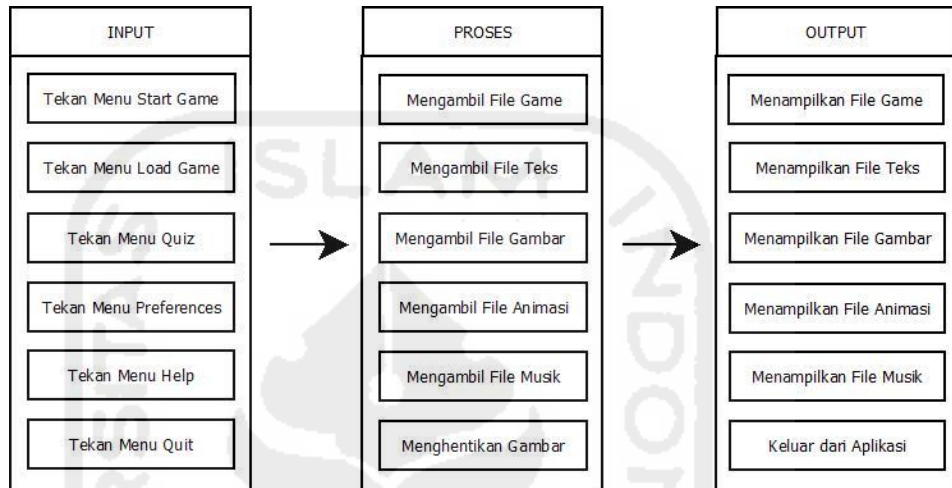 INPUT
Tekan Menu Start Game
Tekan Menu Load Game
Tekan Menu Quiz
Tekan Menu Preferences
Tekan Menu Help
Tekan Menu Quit
PROSES
Mengambil File Game
Mengambil File Teks
Mengambil File Gambar
Mengambil File Animasi
Mengambil File Musik
Menghentikan Gambar
OUTPUT
Menampilkan File Game
Menampilkan File Teks
Menampilkan File Gambar
Menampilkan File Animasi
Menampilkan File Musik
Keluar dari Aplikasi
ISLAM
INDON
RSITAS